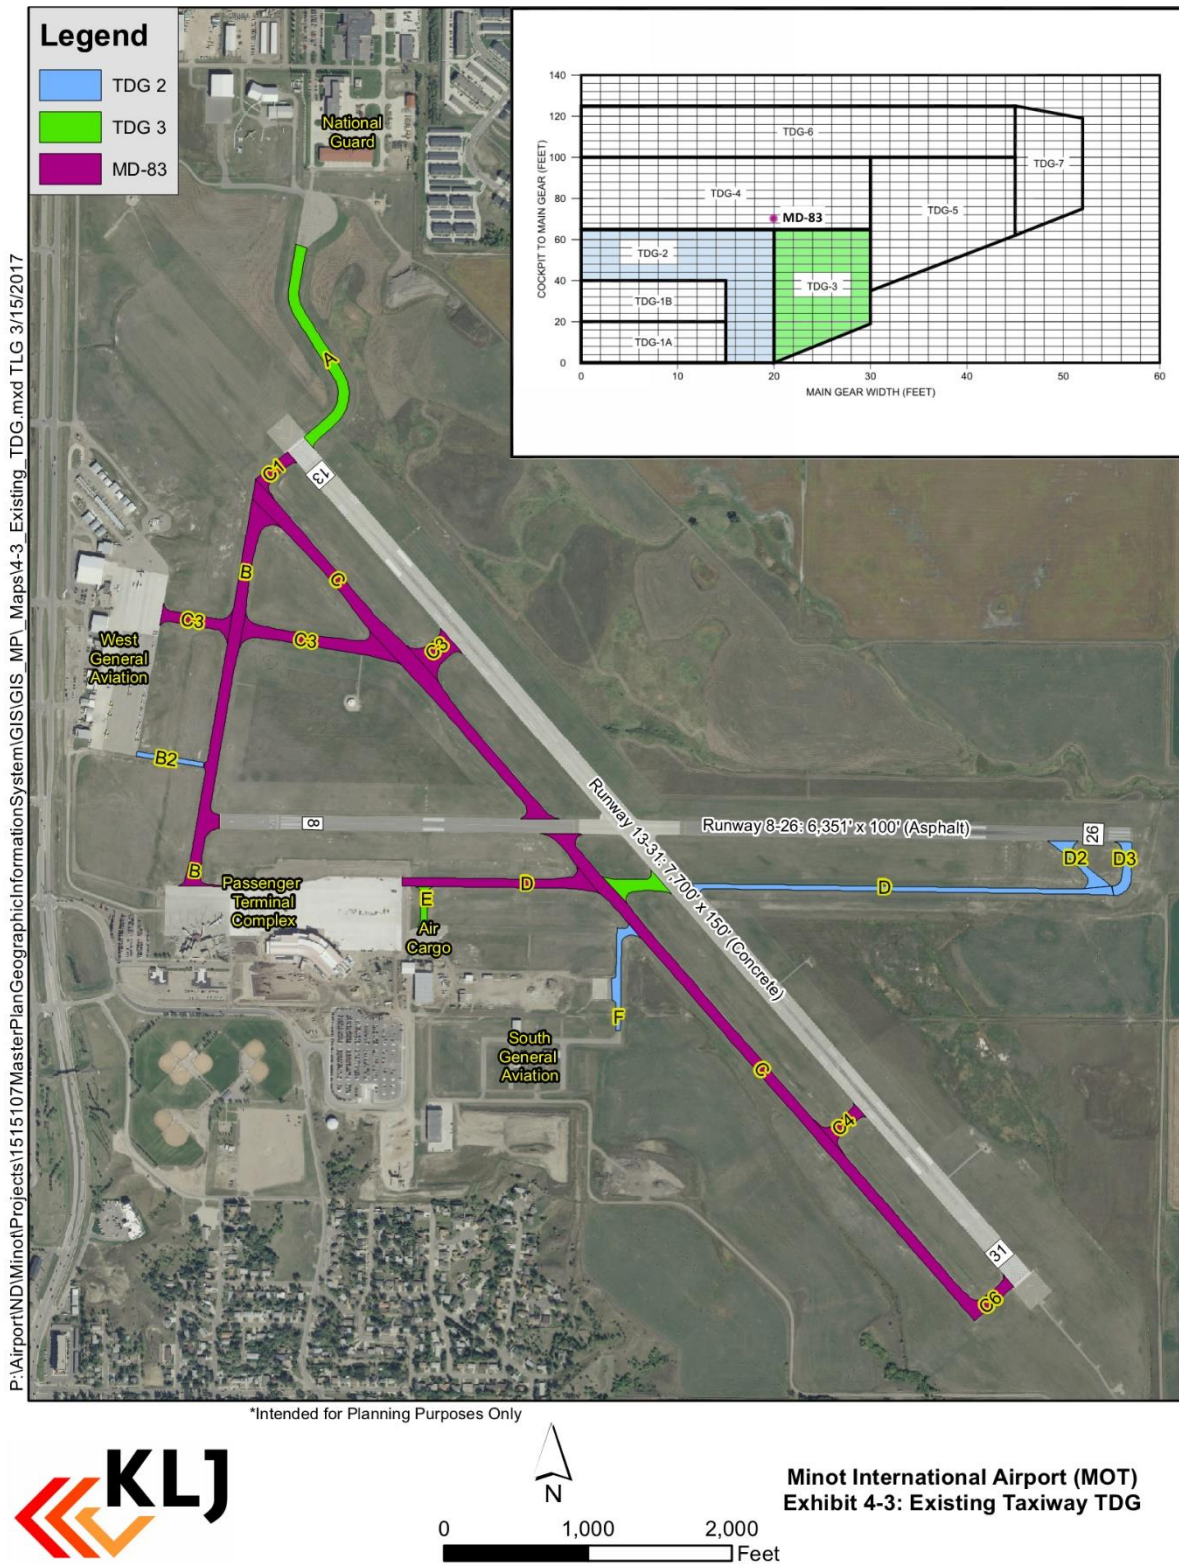 Legend
TDG 2
TDG 3
MD-83
National
Guard
140
120
100
80
60
40
20
0
COCKPIT TO MAIN GEAR (FEET)
TDG-6
TDG-7
TDG-4
MD-83
TDG-5
TDG-2
TDG-3
TDG-1B
TDG-1A
0
10
20
30
40
50
60
MAIN GEAR WIDTH (FEET)
P:\Airport\ND\Minot\Projects\1515107MasterPlanGeographicInformationSystem\GIS\GIS_MP\_Maps\4-3_Existing_TDG.mxd TLG 3/15/2017
A
C1
13
B
C
C3
C3
C3
West
General
Aviation
B2
8
Runway 13-31: 7,700' x 150' (Concrete)
Runway 8-26: 6,351' x 100' (Asphalt)
26
D2
D3
B
Passenger
Terminal
Complex
D
D
E
Air
Cargo
F
South
General
Aviation
C
C4
31
C6
*Intended for Planning Purposes Only
KLJ
N
0
1,000
2,000
Feet
Minot International Airport (MOT)
Exhibit 4-3: Existing Taxiway TDG